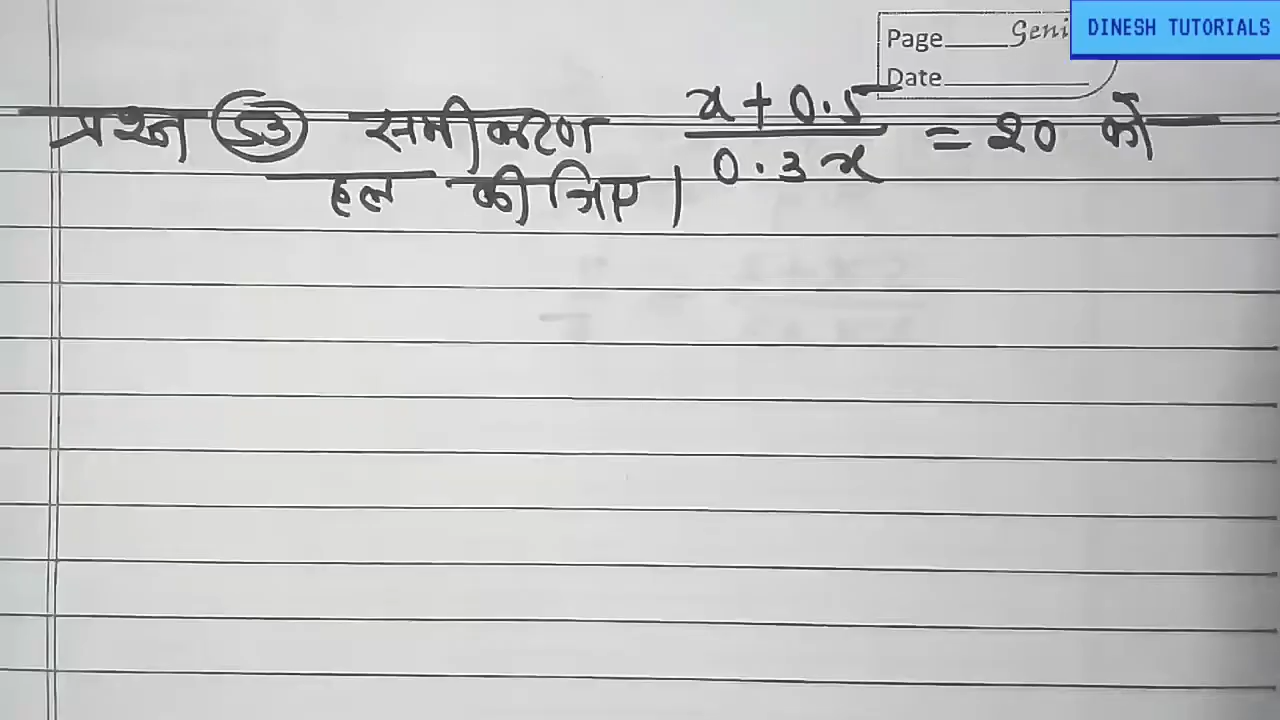 DINESH TUTORIALS
Page Geni
Date
प्रश्न 53 समीकरण x + 0.5 / 0.3x = 20 को
हल कीजिए।